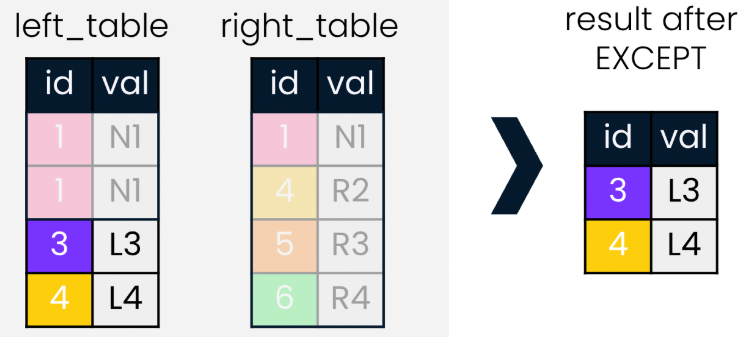 left_table right_table result after
EXCEPT
id val id val
1 N1 1 N1 id val
1 N1 4 R2 3 L3
3 L3 5 R3 4 L4
4 L4 6 R4